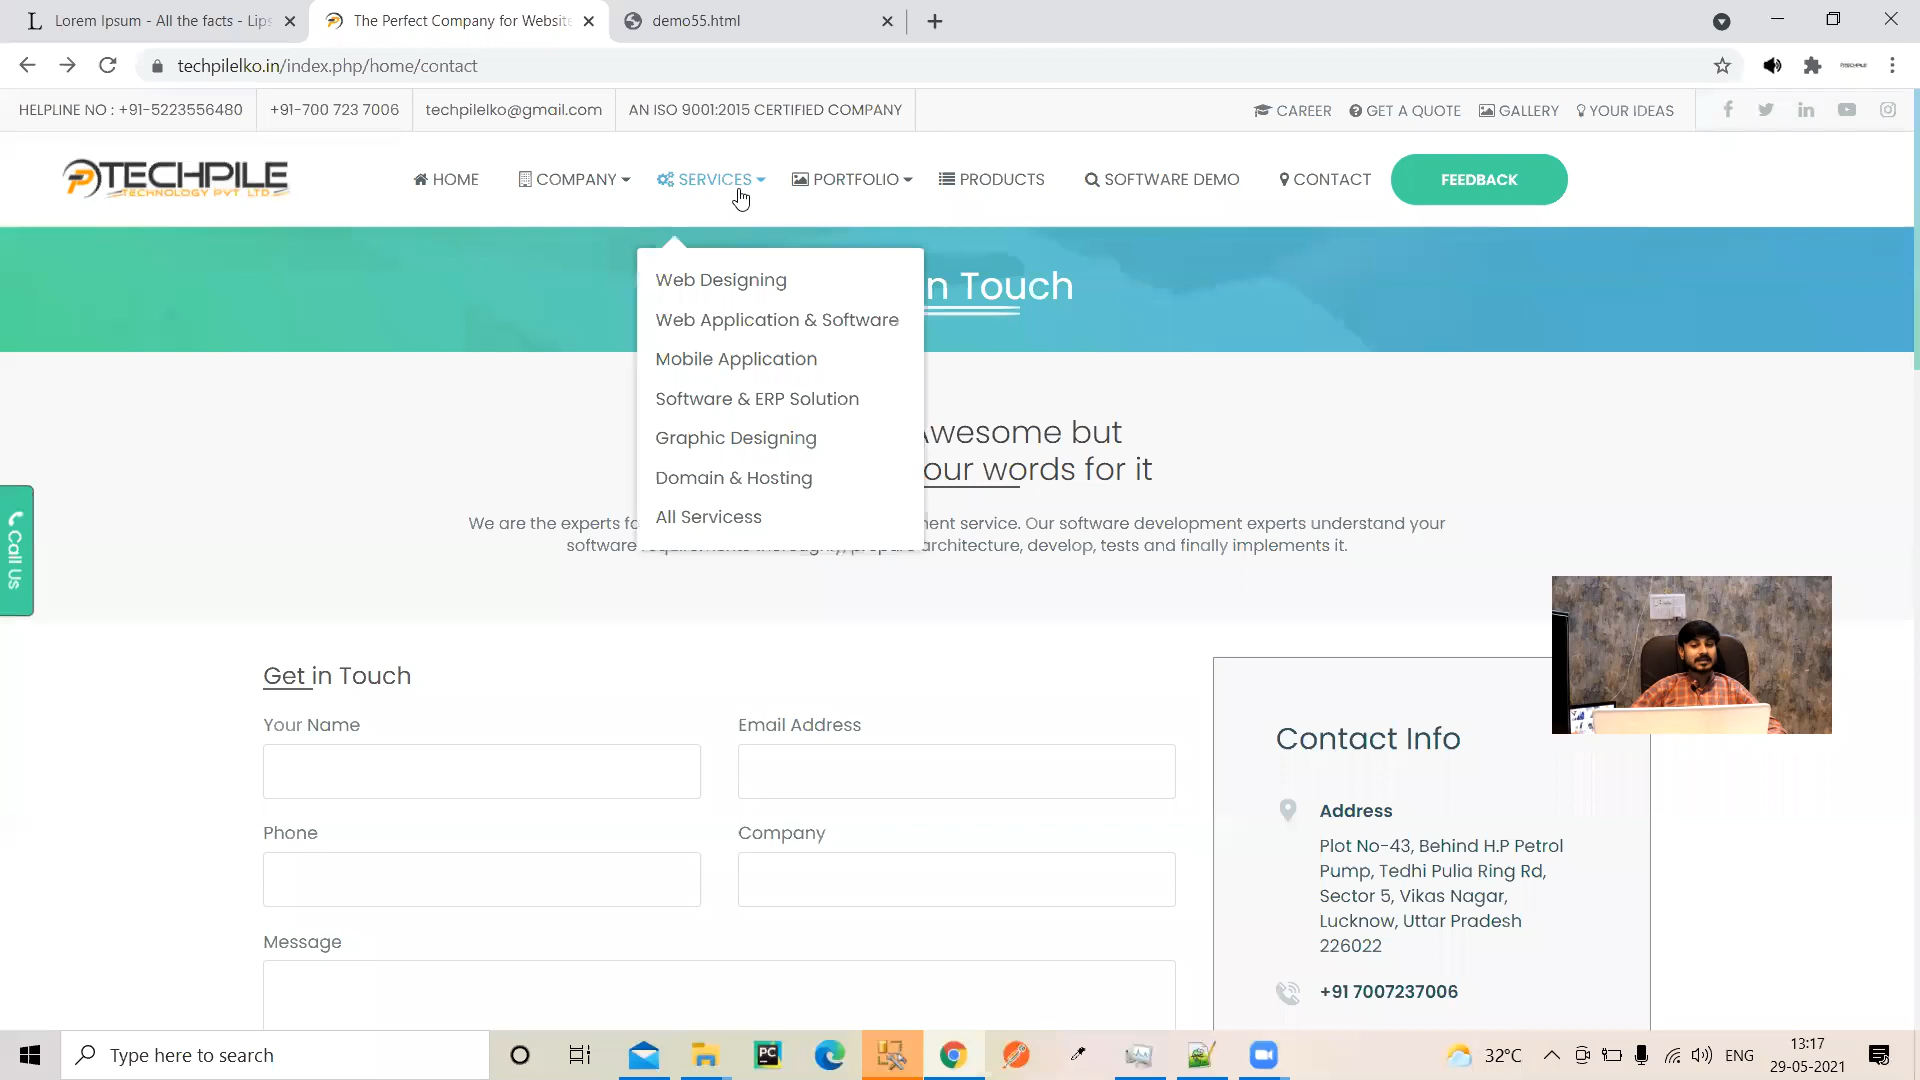 Lorem Ipsum - All the facts - Lips
The Perfect Company for Website
demo55.html
techpilelko.in/index.php/home/contact
HELPLINE NO : +91-5223556480
+91-700 723 7006
techpilelko@gmail.com
AN ISO 9001:2015 CERTIFIED COMPANY
CAREER
GET A QUOTE
GALLERY
YOUR IDEAS
TECHPILE
TECHNOLOGY PVT LTD
HOME
COMPANY
SERVICES
PORTFOLIO
PRODUCTS
SOFTWARE DEMO
CONTACT
FEEDBACK
n Touch
Web Designing
Web Application & Software
Mobile Application
Software & ERP Solution
Graphic Designing
Domain & Hosting
All Servicess
Awesome but
our words for it
We are the experts fo
ent service. Our software development experts understand your
software requirements thoroughly, prepare architecture, develop, tests and finally implements it.
Call Us
Get in Touch
Your Name
Email Address
Phone
Company
Message
Contact Info
Address
Plot No-43, Behind H.P Petrol
Pump, Tedhi Pulia Ring Rd,
Sector 5, Vikas Nagar,
Lucknow, Uttar Pradesh
226022
+91 7007237006
Type here to search
PC
32°C
ENG
13:17
29-05-2021